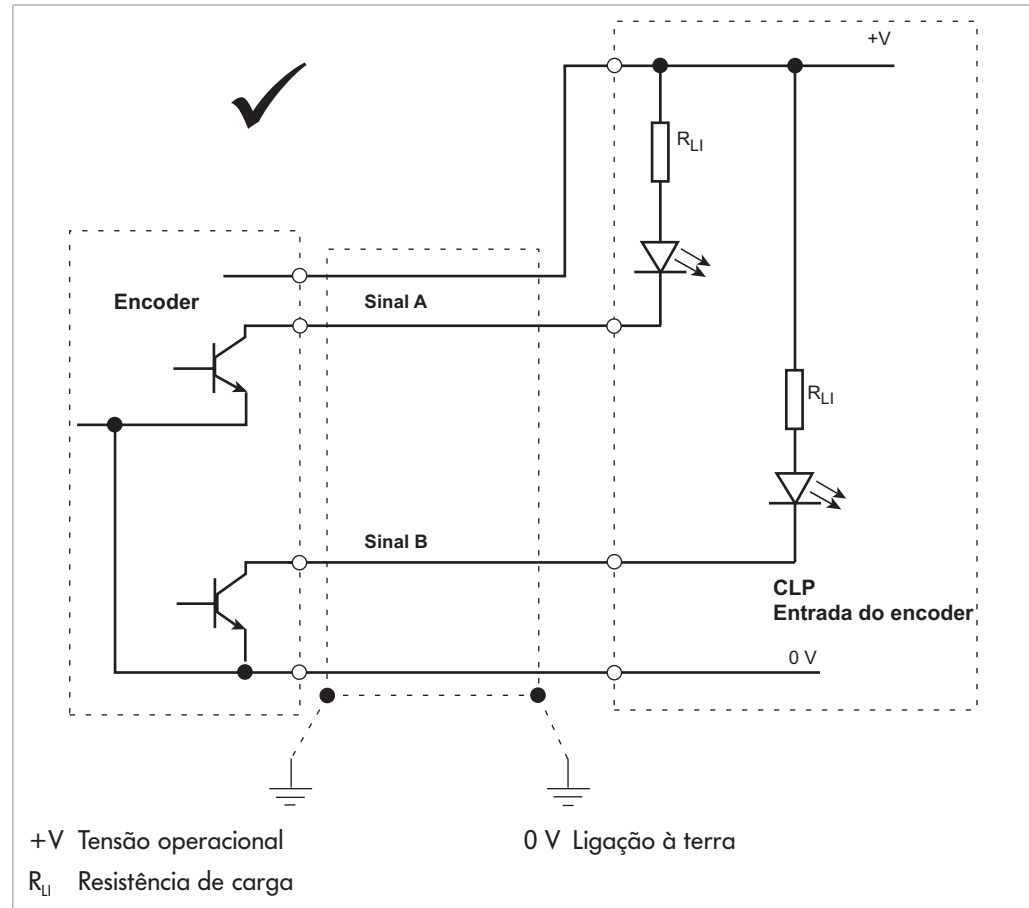 +V
R_LI
Encoder
Sinal A
R_LI
Sinal B
CLP
Entrada do encoder
0 V
+V Tensão operacional
0 V Ligação à terra
R_LI Resistência de carga